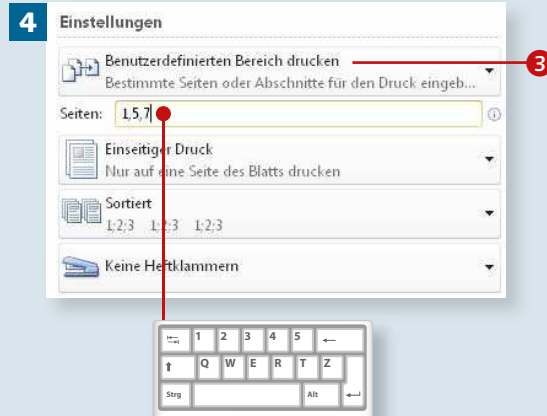 4
Einstellungen
Benutzerdefinierten Bereich drucken
3
Bestimmte Seiten oder Abschnitte für den Druck eingeb...
Seiten: 1,5,7
Einseitiger Druck
Nur auf eine Seite des Blatts drucken
Sortiert
1;2;3 1;2;3 1;2;3
Keine Heftklammern
1 2 3 4 5
Q W E R T Z
Strg Alt